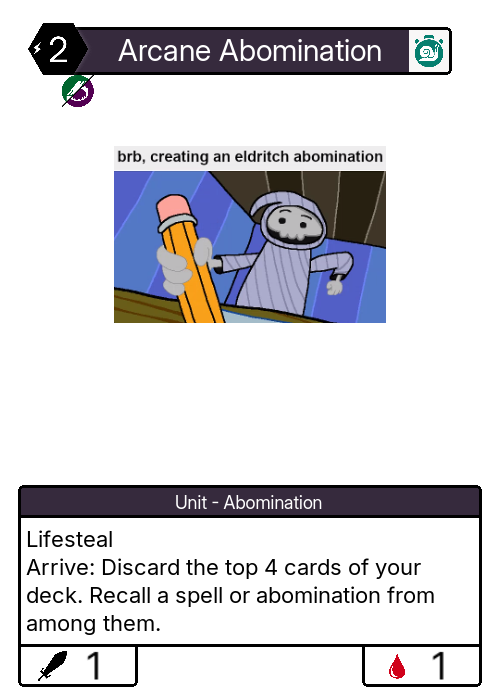 2
Arcane Abomination
brb, creating an eldritch abomination
Unit - Abomination
Lifesteal
Arrive: Discard the top 4 cards of your
deck. Recall a spell or abomination from
among them.
1
1